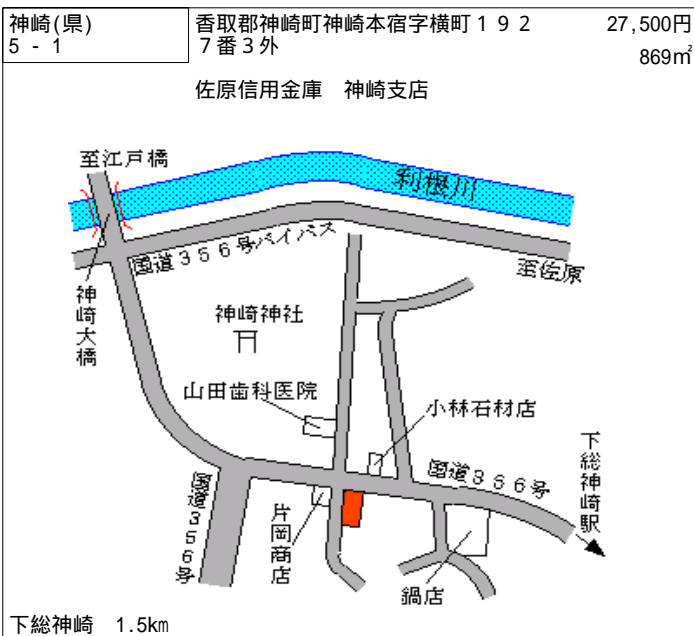 神崎(県)
5 - 1
香取郡神崎町神崎本宿字横町１９２
７番３外
27,500円
869㎡
佐原信用金庫　神崎支店
至江戸橋
利根川
国道３５６号バイパス
至佐原
神崎大橋
神崎神社
山田歯科医院
小林石材店
国道３５６号
下総神崎駅
国道３５６号
片岡商店
鍋店
下総神崎　1.5km